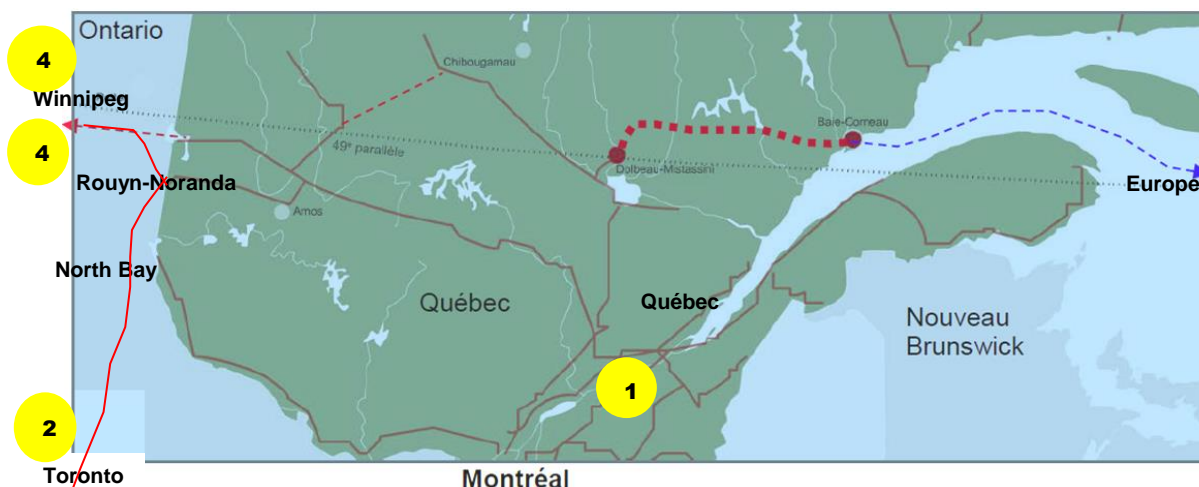 Ontario
4
Chibougamau
Winnipeg
Baie-Comeau
4
49e parallèle
Dolbeau-Mistassini
Rouyn-Noranda
Europe
Amos
North Bay
Québec
Québec
Nouveau
Brunswick
1
2
Toronto
Montréal